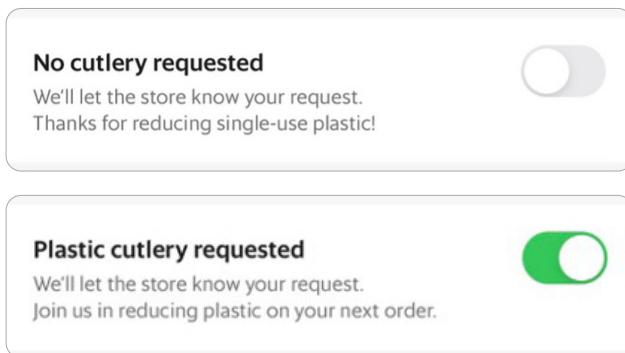 No cutlery requested
We'll let the store know your request.
Thanks for reducing single-use plastic!
Plastic cutlery requested
We'll let the store know your request.
Join us in reducing plastic on your next order.